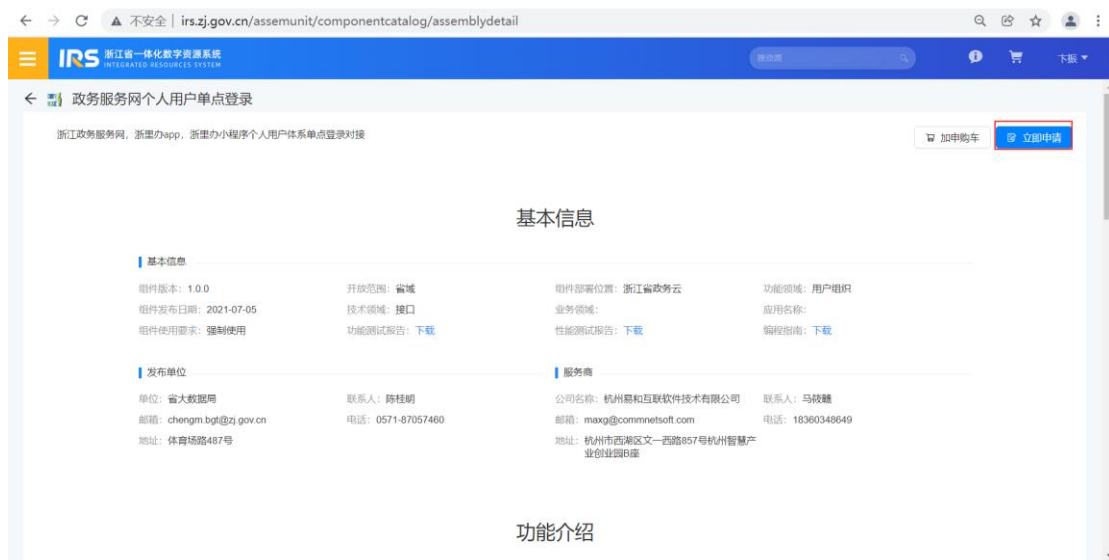 不安全 | irs.zj.gov.cn/assemunit/componentcatalog/assemblydetail
IRS 浙江省一体化数字资源系统
INTEGRATED RESOURCES SYSTEM
搜资源
卞振
政务服务网个人用户单点登录
浙江政务服务网，浙里办app，浙里办小程序个人用户体系单点登录对接
加申购车
立即申请
基本信息
基本信息
组件版本： 1.0.0 开放范围： 省域 组件部署位置： 浙江省政务云 功能领域： 用户组织
组件发布日期： 2021-07-05 技术领域： 接口 业务领域： 应用名称：
组件使用要求： 强制使用 功能测试报告： 下载 性能测试报告： 下载 编程指南： 下载
发布单位 服务商
单位： 省大数据局 联系人： 陈桂明 公司名称： 杭州易和互联软件技术有限公司 联系人： 马筱
邮箱： chengm.bgt@zj.gov.cn 电话： 0571-87057460 邮箱： maxg@commnetsoft.com 电话： 18360348649
地址： 体育场路487号 地址： 杭州市西湖区文一西路857号杭州智慧产
业创业园B座
功能介绍